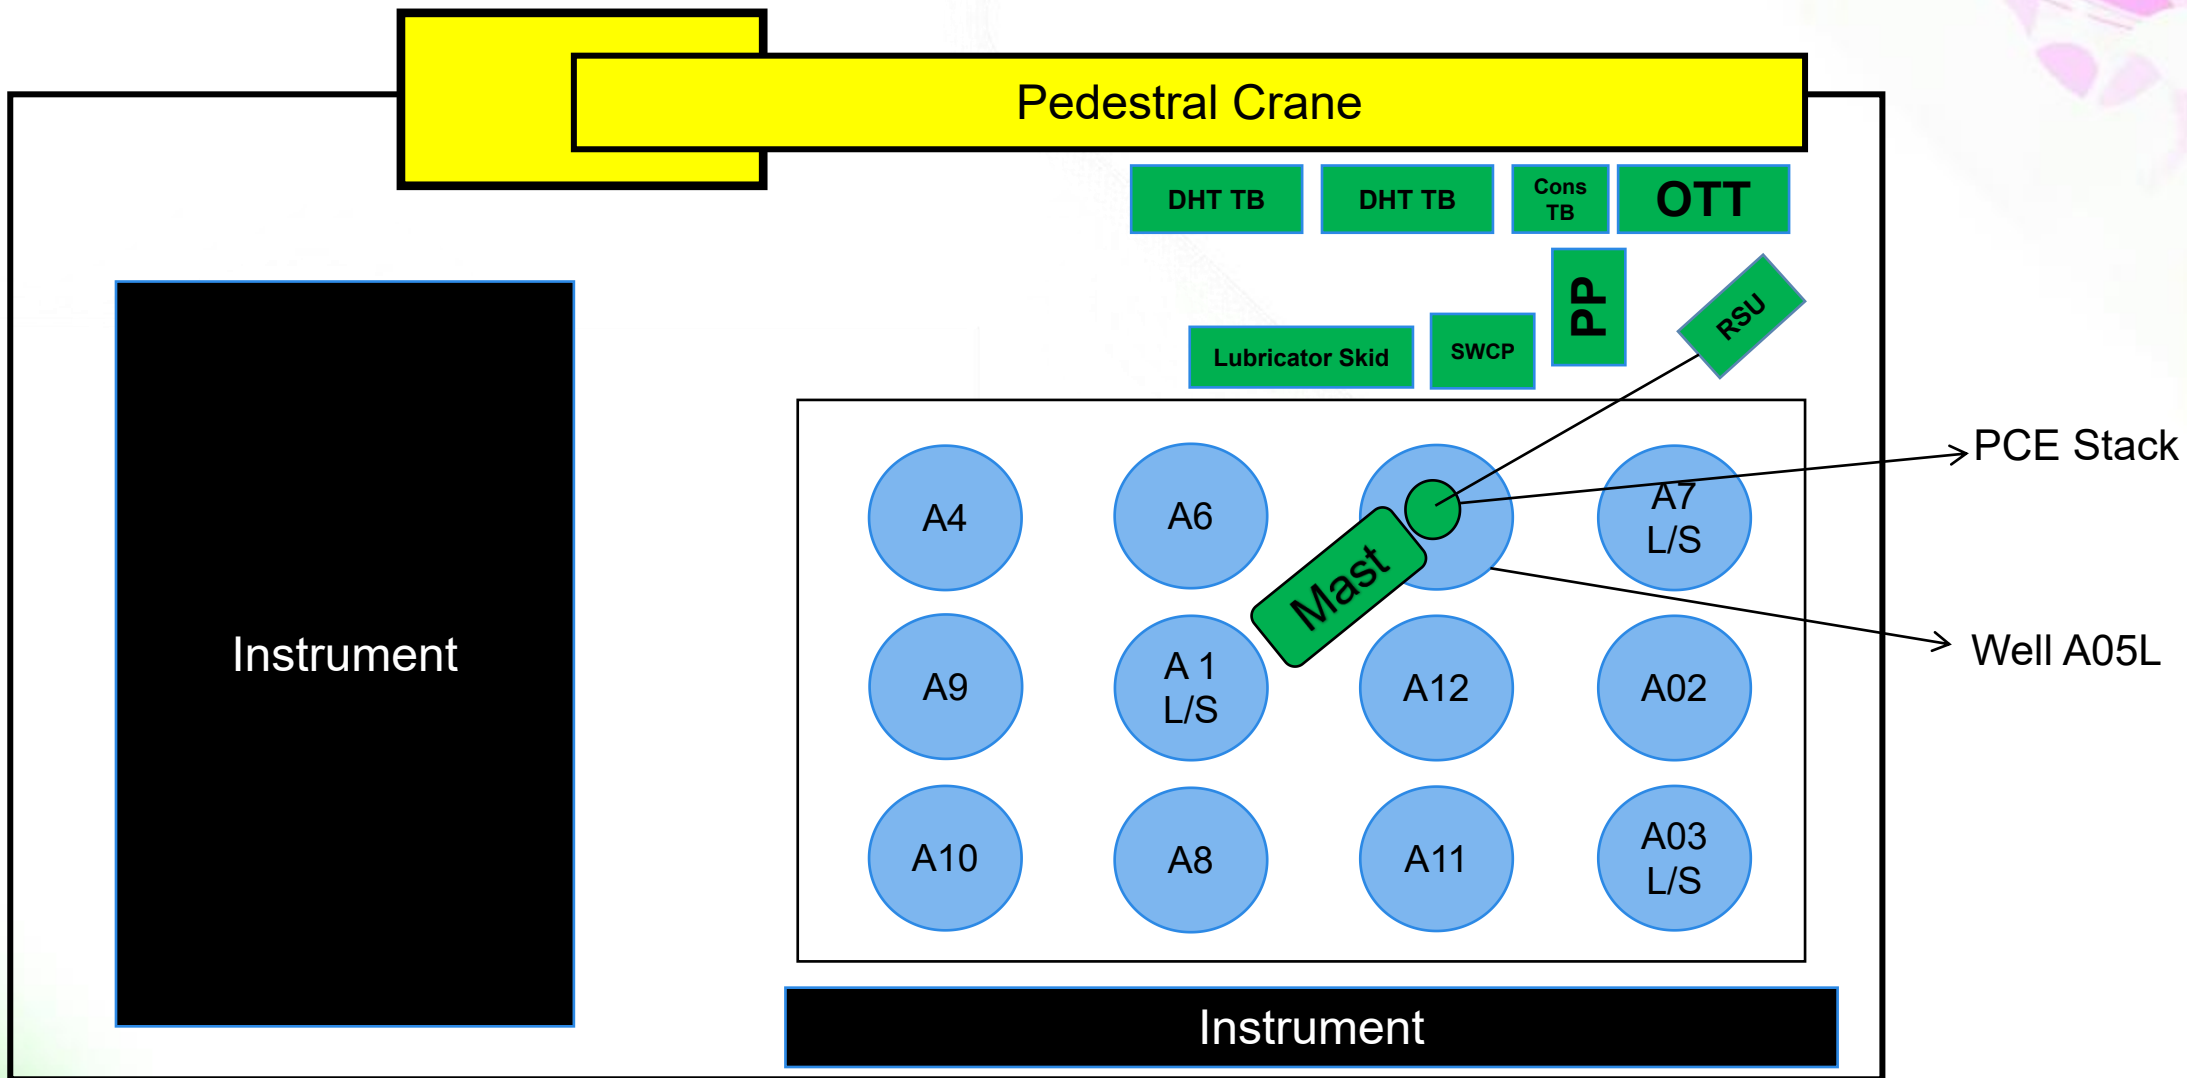 Pedestral Crane
DHT TB
DHT TB
Cons
TB
OTT
PP
RSU
Lubricator Skid
SWCP
PCE Stack
A4
A6
A7
L/S
Mast
Well A05L
Instrument
A9
A 1
L/S
A12
A02
A10
A8
A11
A03
L/S
Instrument